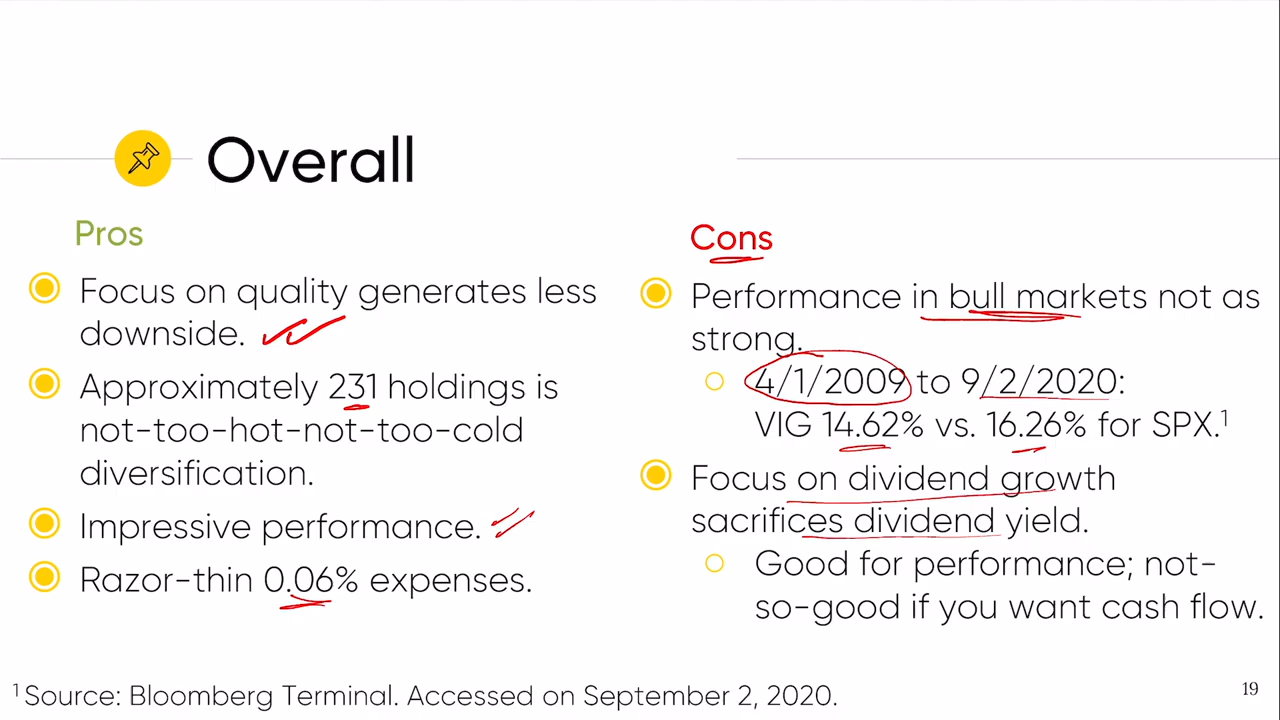 Overall
Pros
Focus on quality generates less
downside.
Approximately 231 holdings is
not-too-hot-not-too-cold
diversification.
Impressive performance.
Razor-thin 0.06% expenses.
Cons
Performance in bull markets not as
strong.
4/1/2009 to 9/2/2020:
VIG 14.62% vs. 16.26% for SPX.¹
Focus on dividend growth
sacrifices dividend yield.
Good for performance; not-
so-good if you want cash flow.
¹ Source: Bloomberg Terminal. Accessed on September 2, 2020.
19